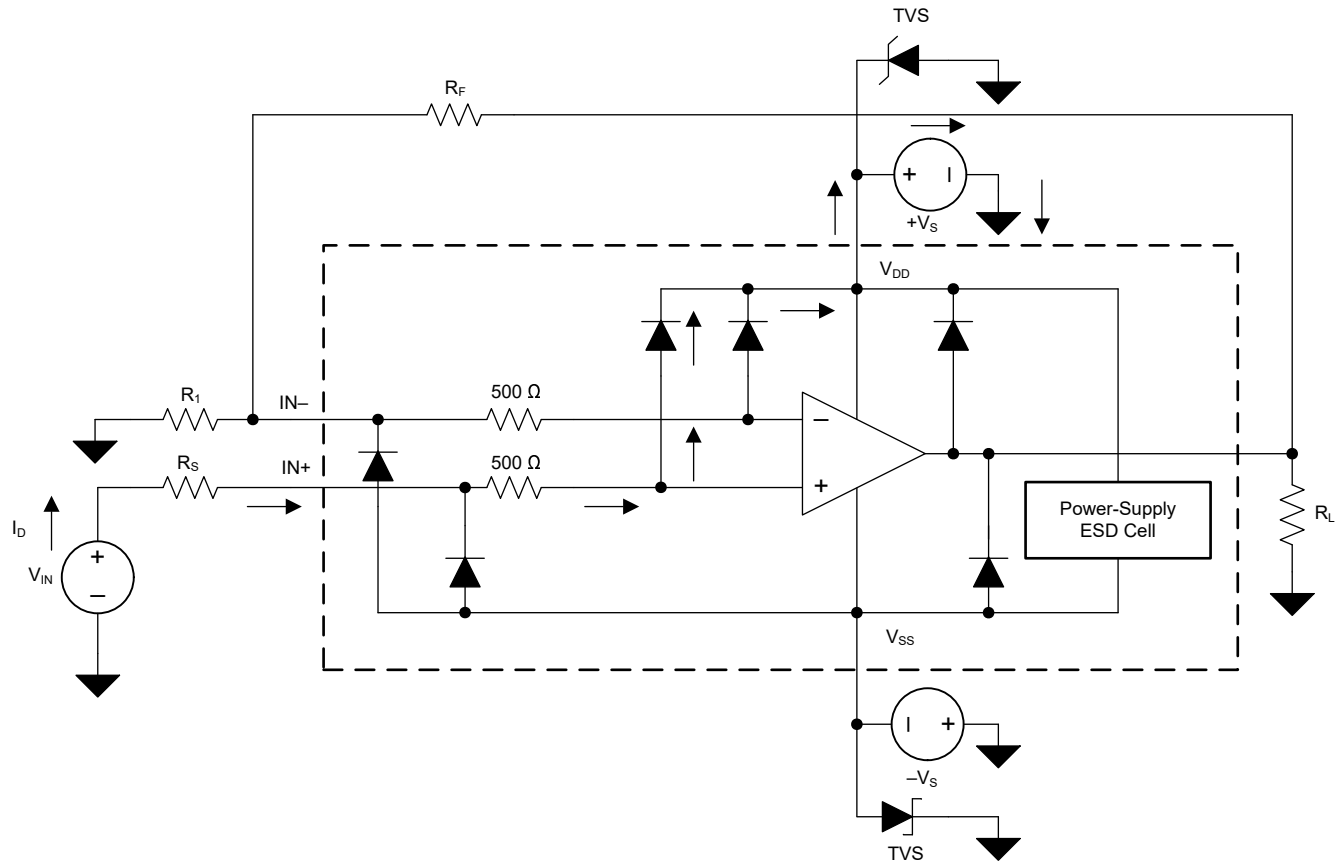 TVS
R_F
+ −
+V_S
V_DD
R_1
IN−
500 Ω
−
R_S
IN+
500 Ω
+
I_D
V_IN
+
−
Power-Supply
ESD Cell
R_L
V_SS
− +
−V_S
TVS